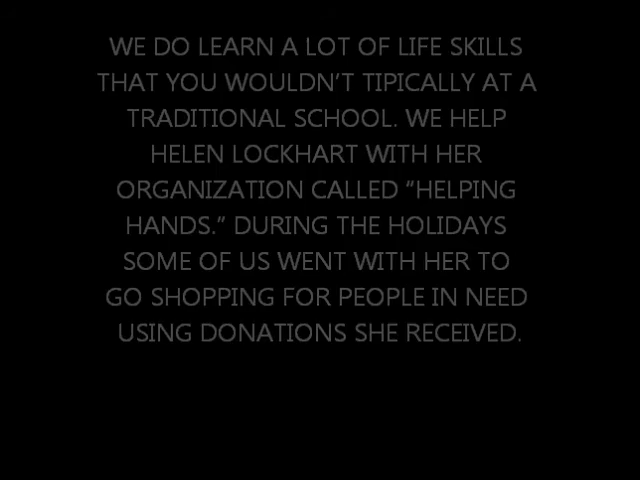 WE DO LEARN A LOT OF LIFE SKILLS
THAT YOU WOULDN’T TIPICALLY AT A
TRADITIONAL SCHOOL. WE HELP
HELEN LOCKHART WITH HER
ORGANIZATION CALLED “HELPING
HANDS.” DURING THE HOLIDAYS
SOME OF US WENT WITH HER TO
GO SHOPPING FOR PEOPLE IN NEED
USING DONATIONS SHE RECEIVED.